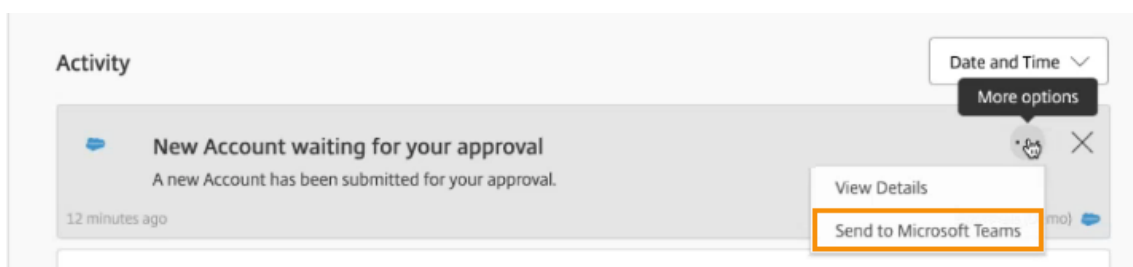 Activity
Date and Time
More options
New Account waiting for your approval
A new Account has been submitted for your approval.
View Details
12 minutes ago
mo)
Send to Microsoft Teams